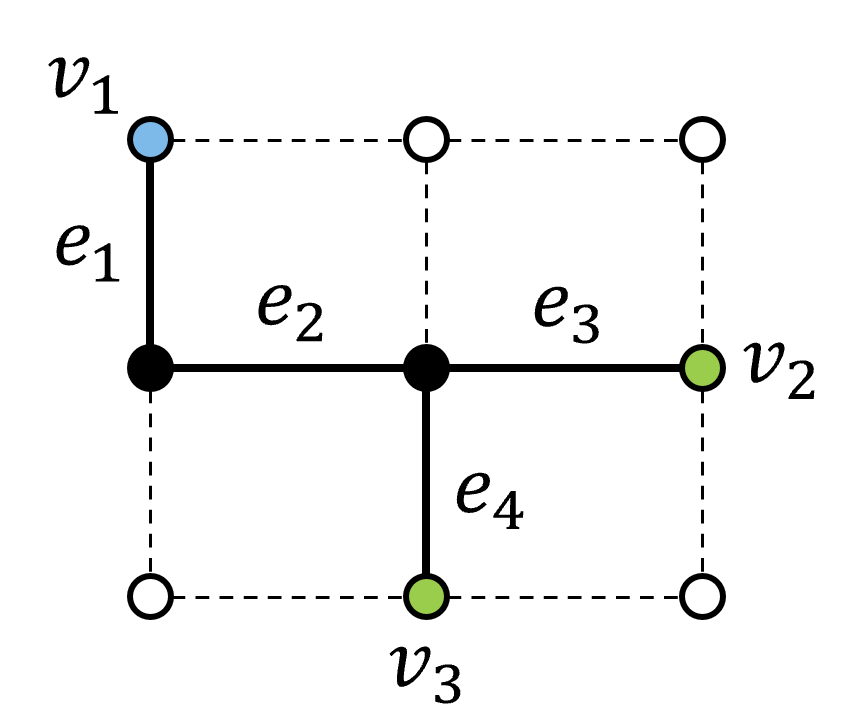 v₁
e₁
e₂
e₃
v₂
e₄
v₃